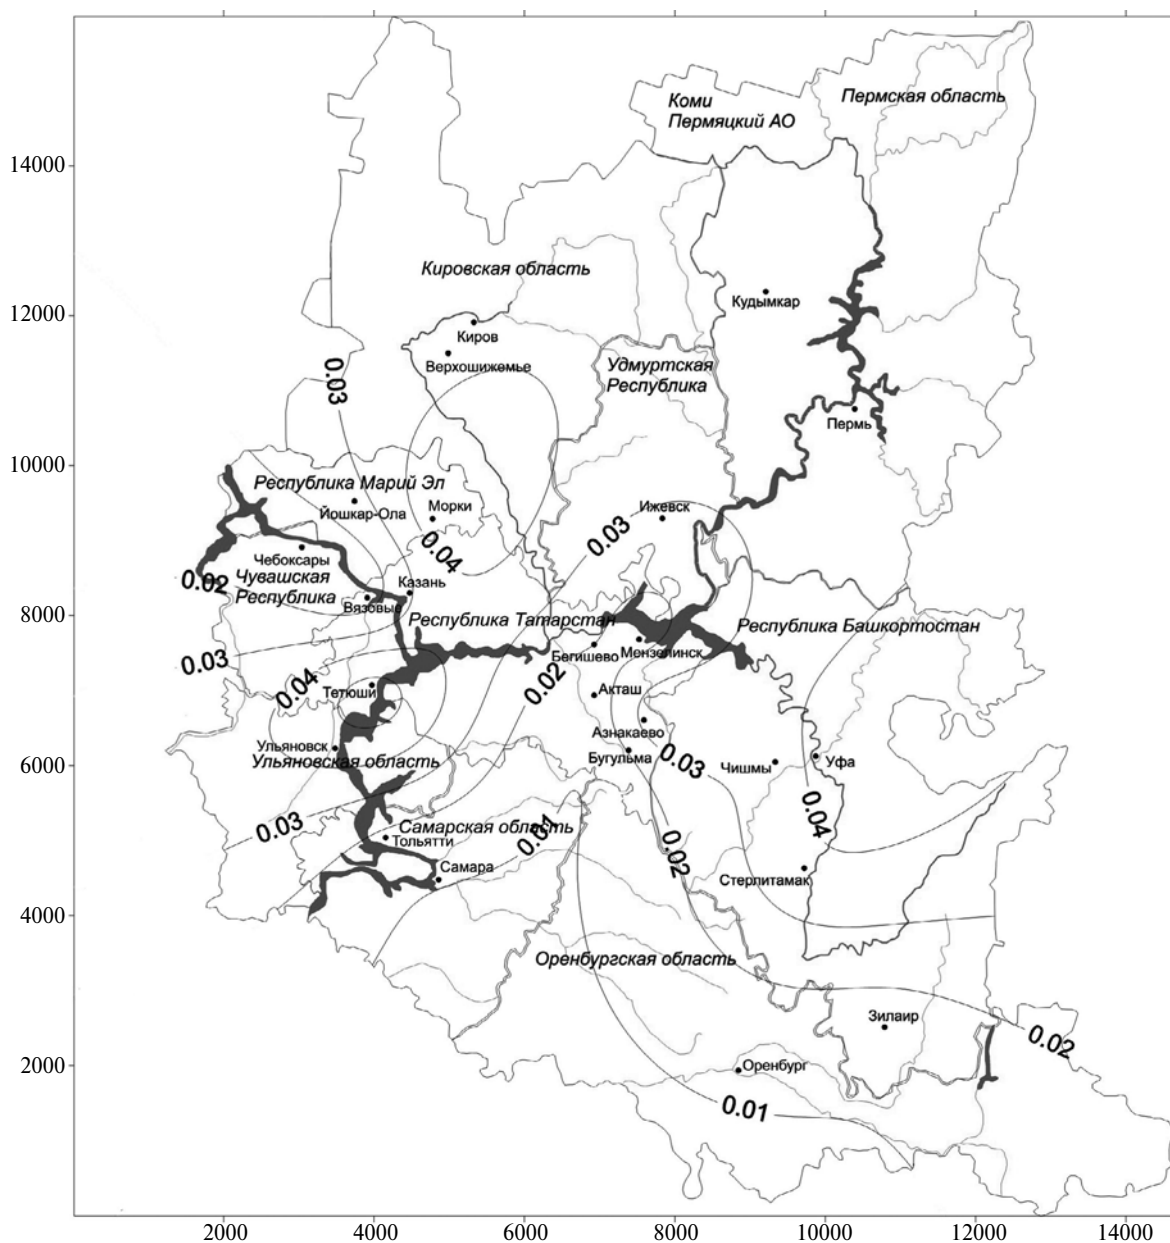 Коми
Пермяцкий АО
Пермская область
14000
Кировская область
Кудымкар
12000
Киров
Верхошижемье
Удмуртская
Республика
0.03
Пермь
10000
Республика Марий Эл
Йошкар-Ола
Морки
Ижевск
0.03
0.04
Чебоксары
0.02
Чувашская
Республика
Казань
Вязовые
8000
Республика Татарстан
Республика Башкортостан
Мензелинск
Бегишево
0.03
0.02
0.04
Тетюши
Акташ
Азнакаево
Ульяновск
Ульяновская область
Бугульма
0.03
Чишмы
Уфа
6000
0.04
0.03
Самарская область
0.01
Тольятти
0.02
Самара
Стерлитамак
4000
Оренбургская область
Зилаир
0.02
2000
Оренбург
0.01
2000
4000
6000
8000
10000
12000
14000